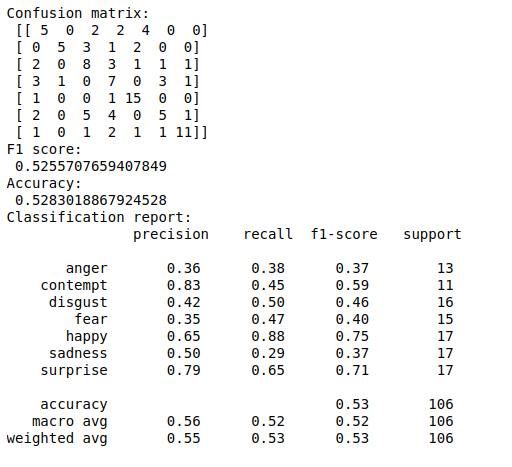 Confusion matrix:
[[ 5  0  2  2  4  0  0]
[ 0  5  3  1  2  0  0]
[ 2  0  8  3  1  1  1]
[ 3  1  0  7  0  3  1]
[ 1  0  0  1 15  0  0]
[ 2  0  5  4  0  5  1]
[ 1  0  1  2  1  1 11]]
F1 score:
0.5255707659407849
Accuracy:
0.5283018867924528
Classification report:
precision    recall  f1-score   support
anger       0.36      0.38      0.37        13
contempt       0.83      0.45      0.59        11
disgust       0.42      0.50      0.46        16
fear       0.35      0.47      0.40        15
happy       0.65      0.88      0.75        17
sadness       0.50      0.29      0.37        17
surprise       0.79      0.65      0.71        17
accuracy                           0.53       106
macro avg       0.56      0.52      0.52       106
weighted avg       0.55      0.53      0.53       106